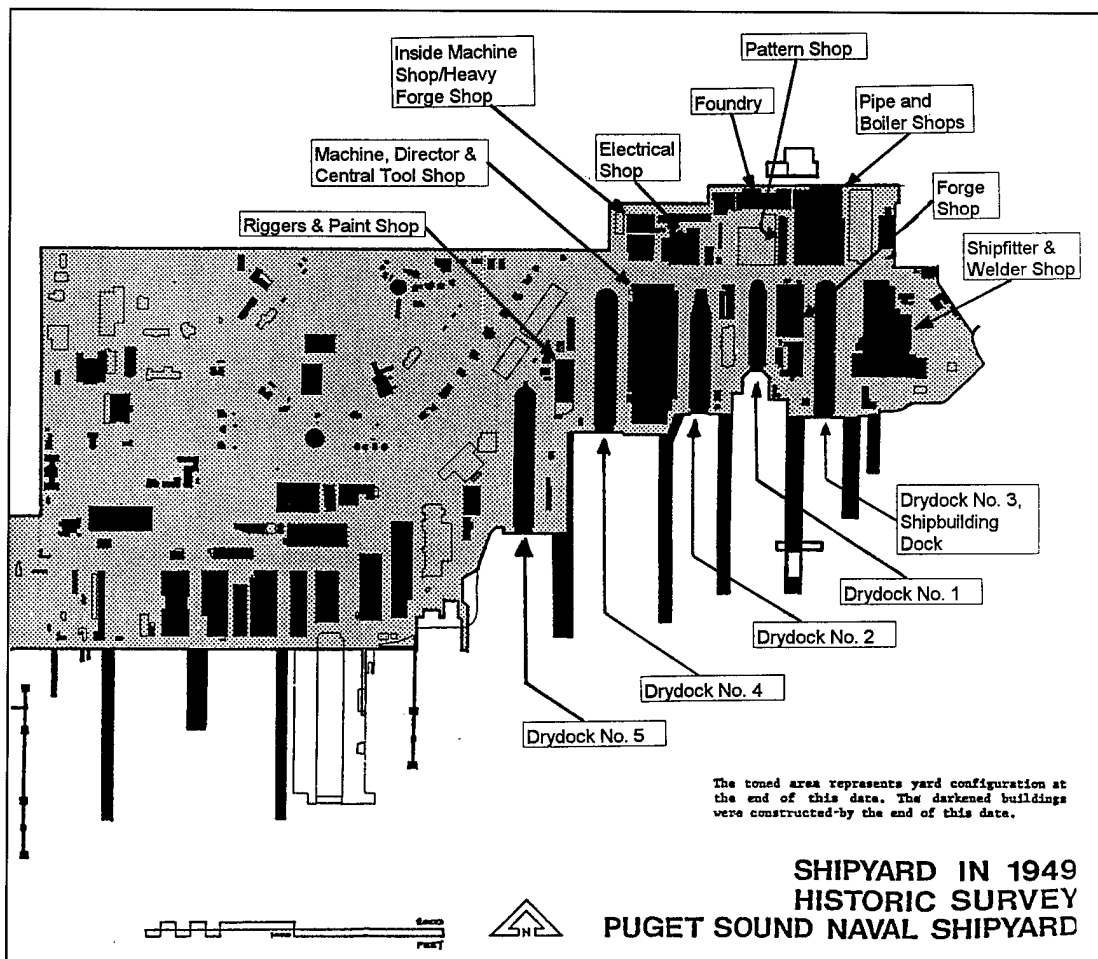 Inside Machine
Shop/Heavy
Forge Shop
Pattern Shop
Foundry
Pipe and
Boiler Shops
Machine, Director &
Central Tool Shop
Electrical
Shop
Forge
Shop
Riggers & Paint Shop
Shipfitter &
Welder Shop
Drydock No. 3,
Shipbuilding
Dock
Drydock No. 1
Drydock No. 2
Drydock No. 4
Drydock No. 5
The toned area represents yard configuration at
the end of this date. The darkened buildings
were constructed-by the end of this date.
SHIPYARD IN 1949
HISTORIC SURVEY
PUGET SOUND NAVAL SHIPYARD
N
FEET